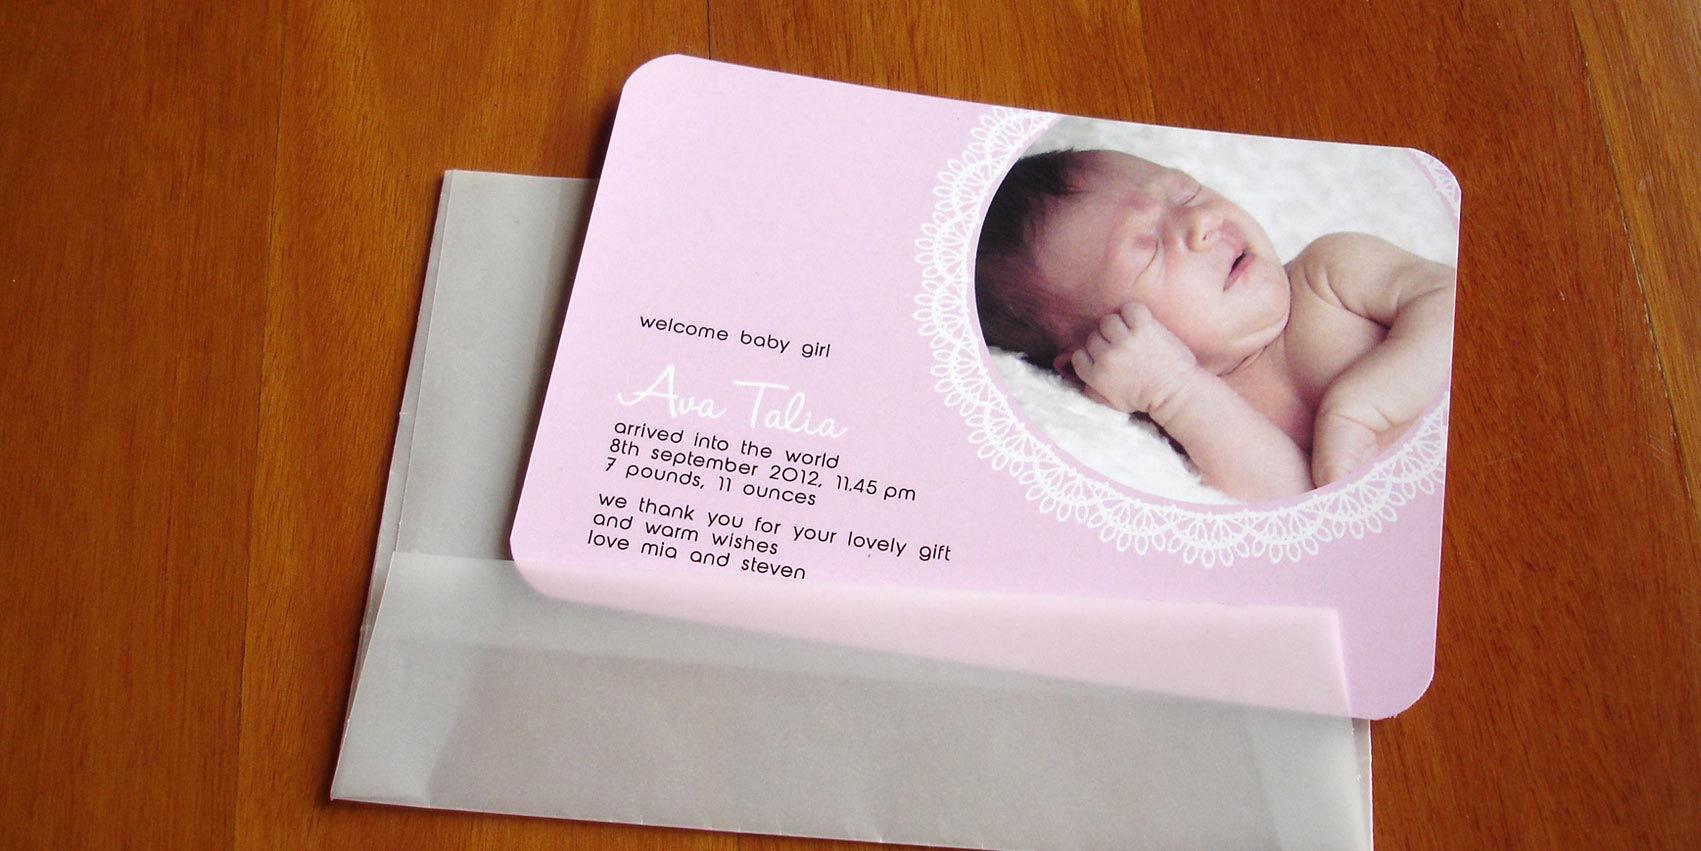 welcome baby girl
Ava Talia
arrived into the world
8th september 2012, 11.45 pm
7 pounds, 11 ounces
we thank you for your lovely gift
and warm wishes
love mia and steven